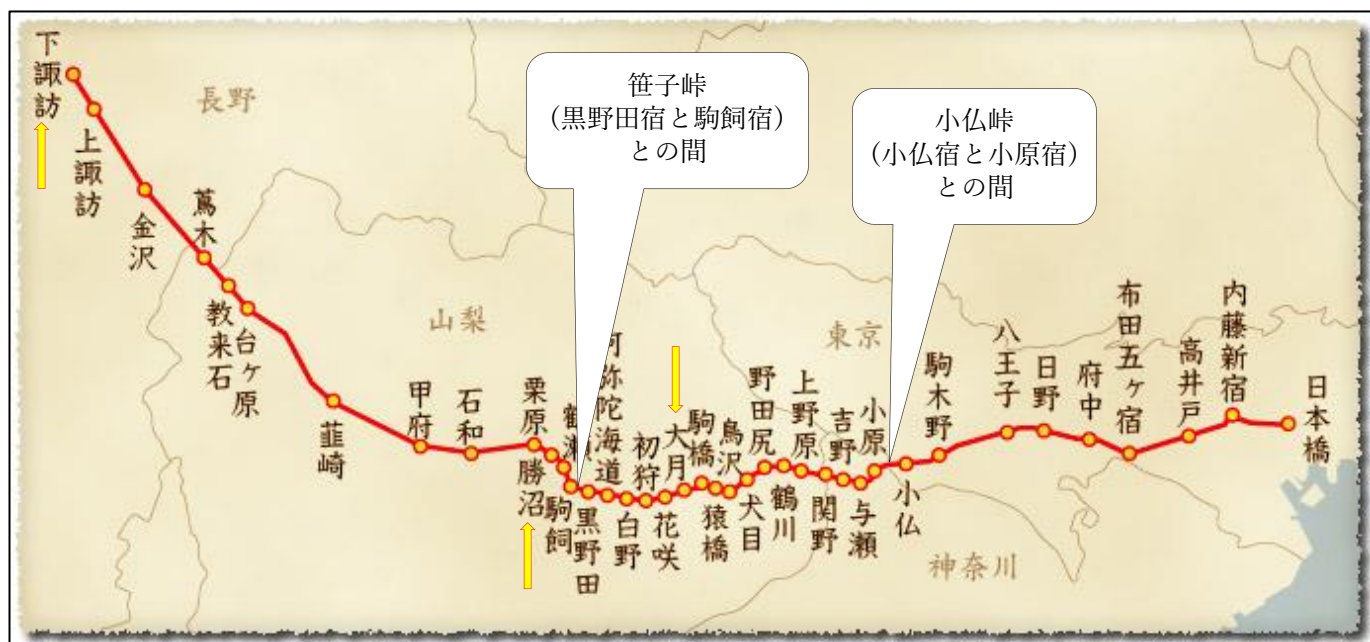 下諏訪
上諏訪
長野
金沢
蔦木
教来石
台ヶ原
韮崎
山梨
甲府
石和
栗原
勝沼
鶴瀬
駒飼
笹子峠
(黒野田宿と駒飼宿)
との間
黒野田
阿弥陀海道
白野
初狩
花咲
大月
駒橋
猿橋
鳥沢
犬目
野田尻
鶴川
上野原
関野
吉野
与瀬
小原
東京
小仏峠
(小仏宿と小原宿)
との間
小仏
駒木野
神奈川
八王子
日野
府中
布田五ヶ宿
高井戸
内藤新宿
日本橋